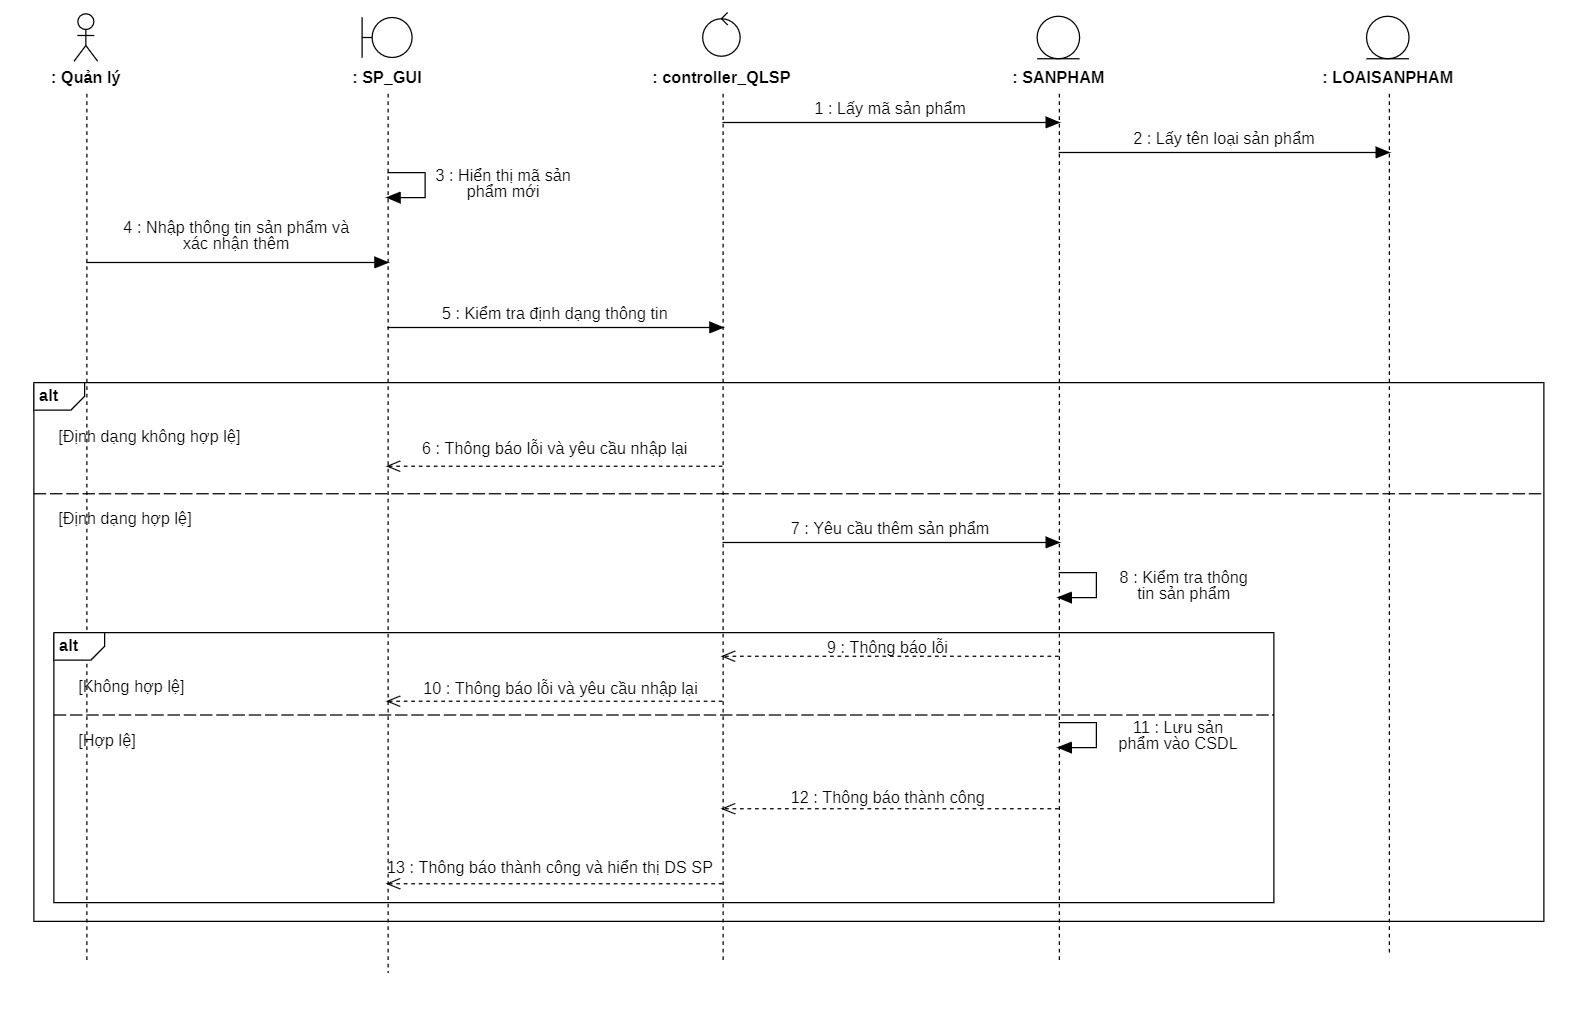 : Quản lý
: SP_GUI
: controller_QLSP
: SANPHAM
: LOAISANPHAM
1 : Lấy mã sản phẩm
2 : Lấy tên loại sản phẩm
3 : Hiển thị mã sản
phẩm mới
4 : Nhập thông tin sản phẩm và
xác nhận thêm
5 : Kiểm tra định dạng thông tin
alt
[Định dạng không hợp lệ]
6 : Thông báo lỗi và yêu cầu nhập lại
[Định dạng hợp lệ]
7 : Yêu cầu thêm sản phẩm
8 : Kiểm tra thông
tin sản phẩm
alt
9 : Thông báo lỗi
[Không hợp lệ]
10 : Thông báo lỗi và yêu cầu nhập lại
11 : Lưu sản
phẩm vào CSDL
[Hợp lệ]
12 : Thông báo thành công
13 : Thông báo thành công và hiển thị DS SP